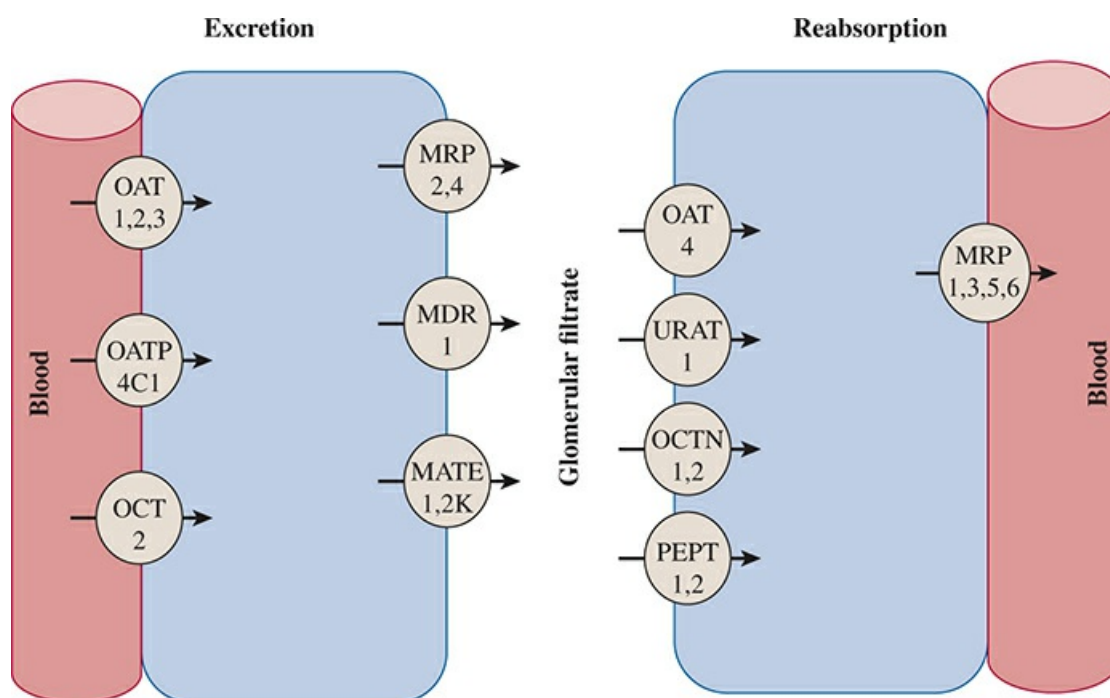 Excretion
Reabsorption
Blood
OAT
1,2,3
OATP
4C1
OCT
2
MRP
2,4
MDR
1
MATE
1,2K
Glomerular filtrate
OAT
4
URAT
1
OCTN
1,2
PEPT
1,2
MRP
1,3,5,6
Blood